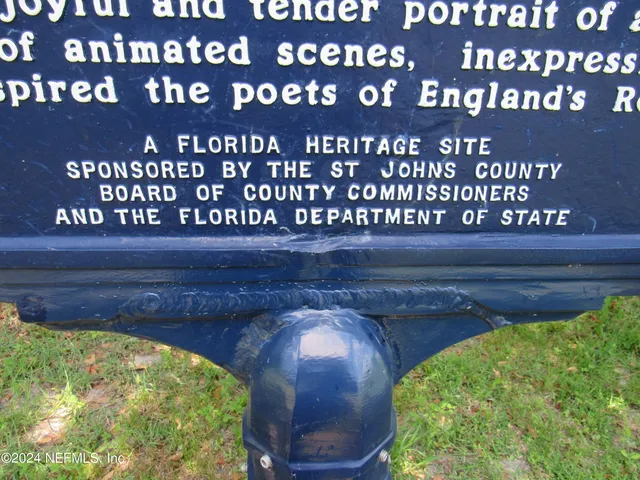 joyful and tender portrait of
of animated scenes, inexpress
spired the poets of England's
A FLORIDA HERITAGE SITE
SPONSORED BY THE ST JOHNS COUNTY
BOARD OF COUNTY COMMISSIONERS
AND THE FLORIDA DEPARTMENT OF STATE
©2024 NEFMLS, Inc